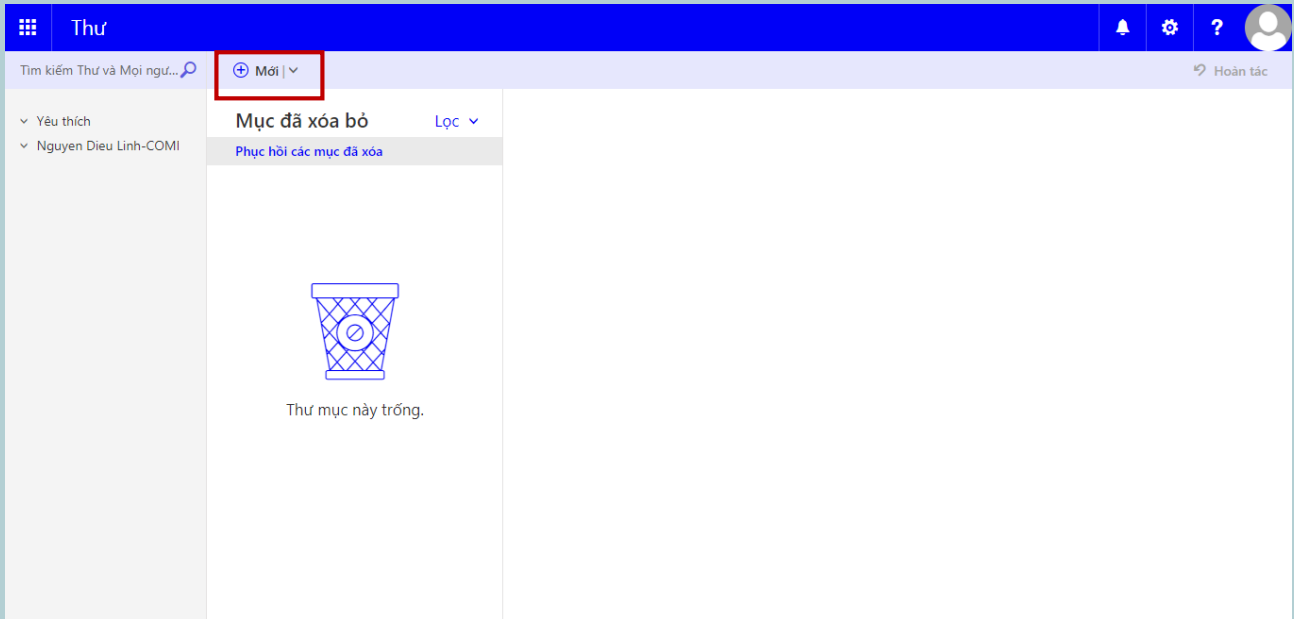 Thư
?
Tìm kiếm Thư và Mọi ngư...
Mới
Hoàn tác
Yêu thích
Nguyen Dieu Linh-COMI
Mục đã xóa bỏ
Lọc
Phục hồi các mục đã xóa
Thư mục này trống.